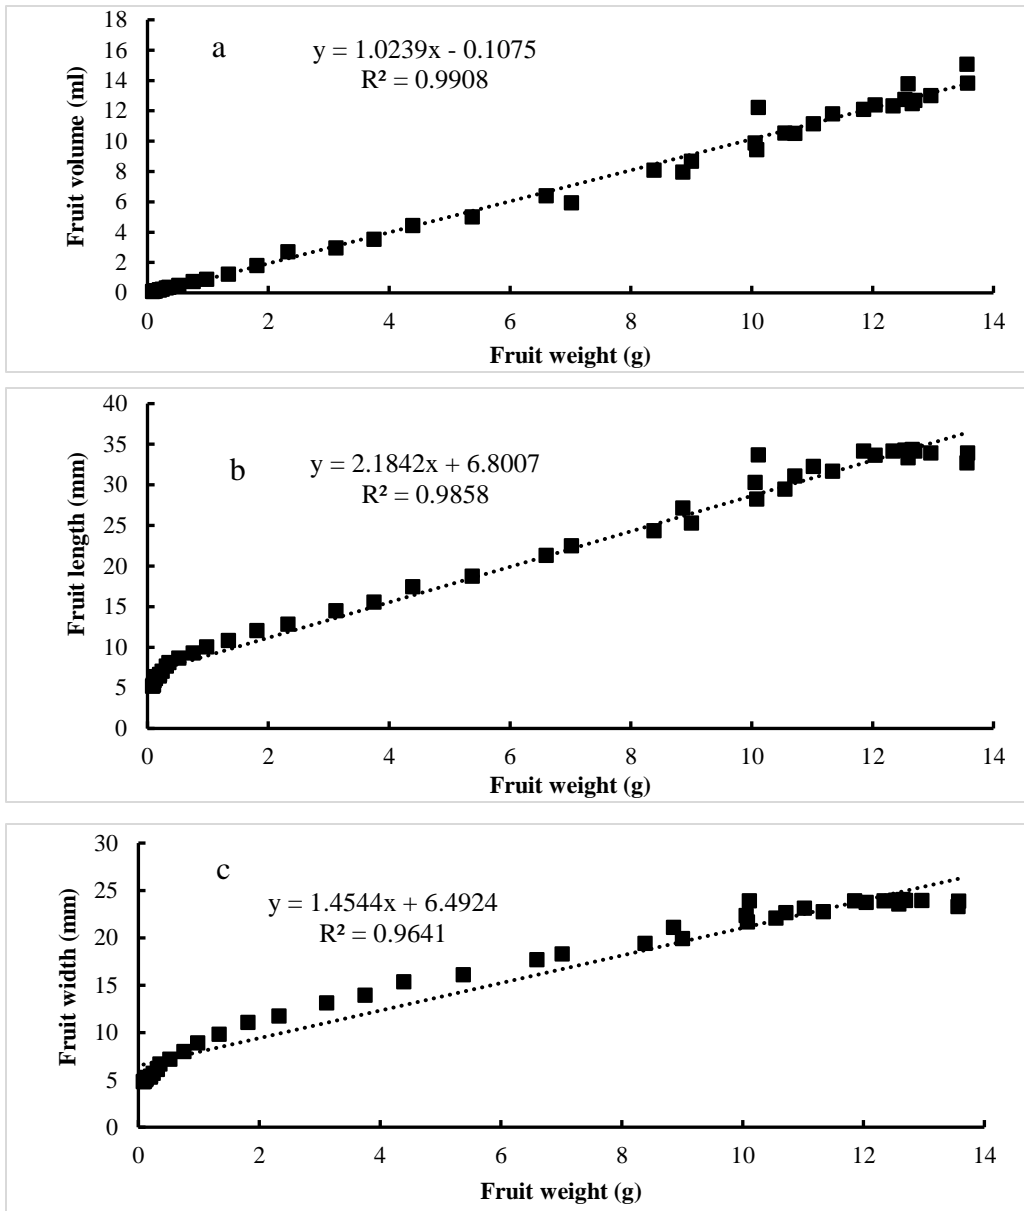 18
16
14
12
10
8
6
4
2
0
a
y = 1.0239x - 0.1075
R² = 0.9908
Fruit volume (ml)
0 2 4 6 8 10 12 14
Fruit weight (g)
40
35
30
25
20
15
10
5
0
b
y = 2.1842x + 6.8007
R² = 0.9858
Fruit length (mm)
0 2 4 6 8 10 12 14
Fruit weight (g)
30
25
20
15
10
5
0
c
y = 1.4544x + 6.4924
R² = 0.9641
Fruit width (mm)
0 2 4 6 8 10 12 14
Fruit weight (g)